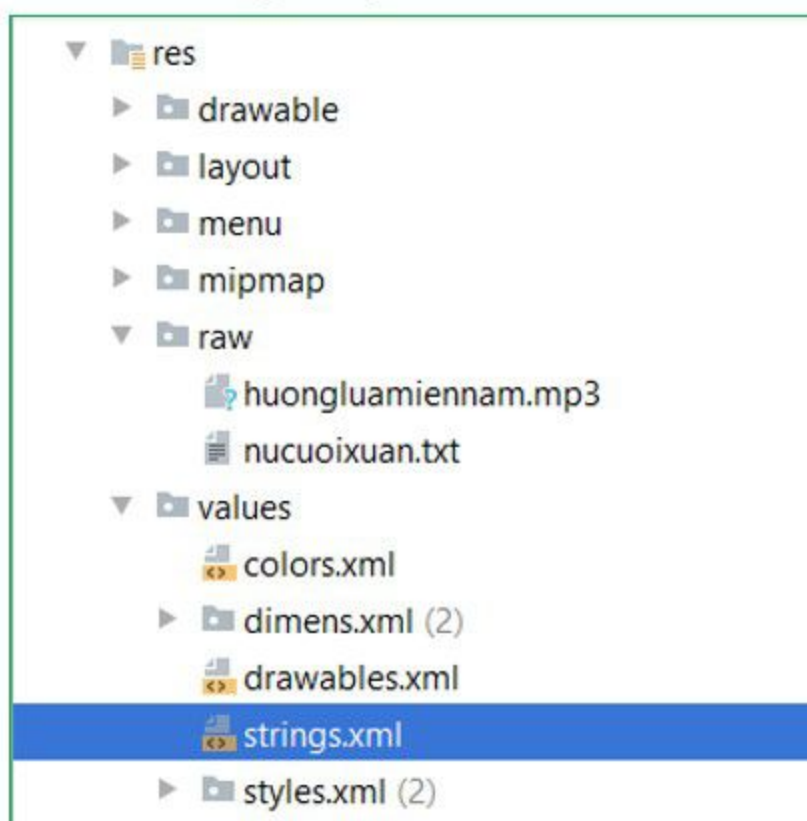 res
drawable
layout
menu
mipmap
raw
huongluamiennam.mp3
nucuoixuan.txt
values
colors.xml
dimens.xml (2)
drawables.xml
strings.xml
styles.xml (2)